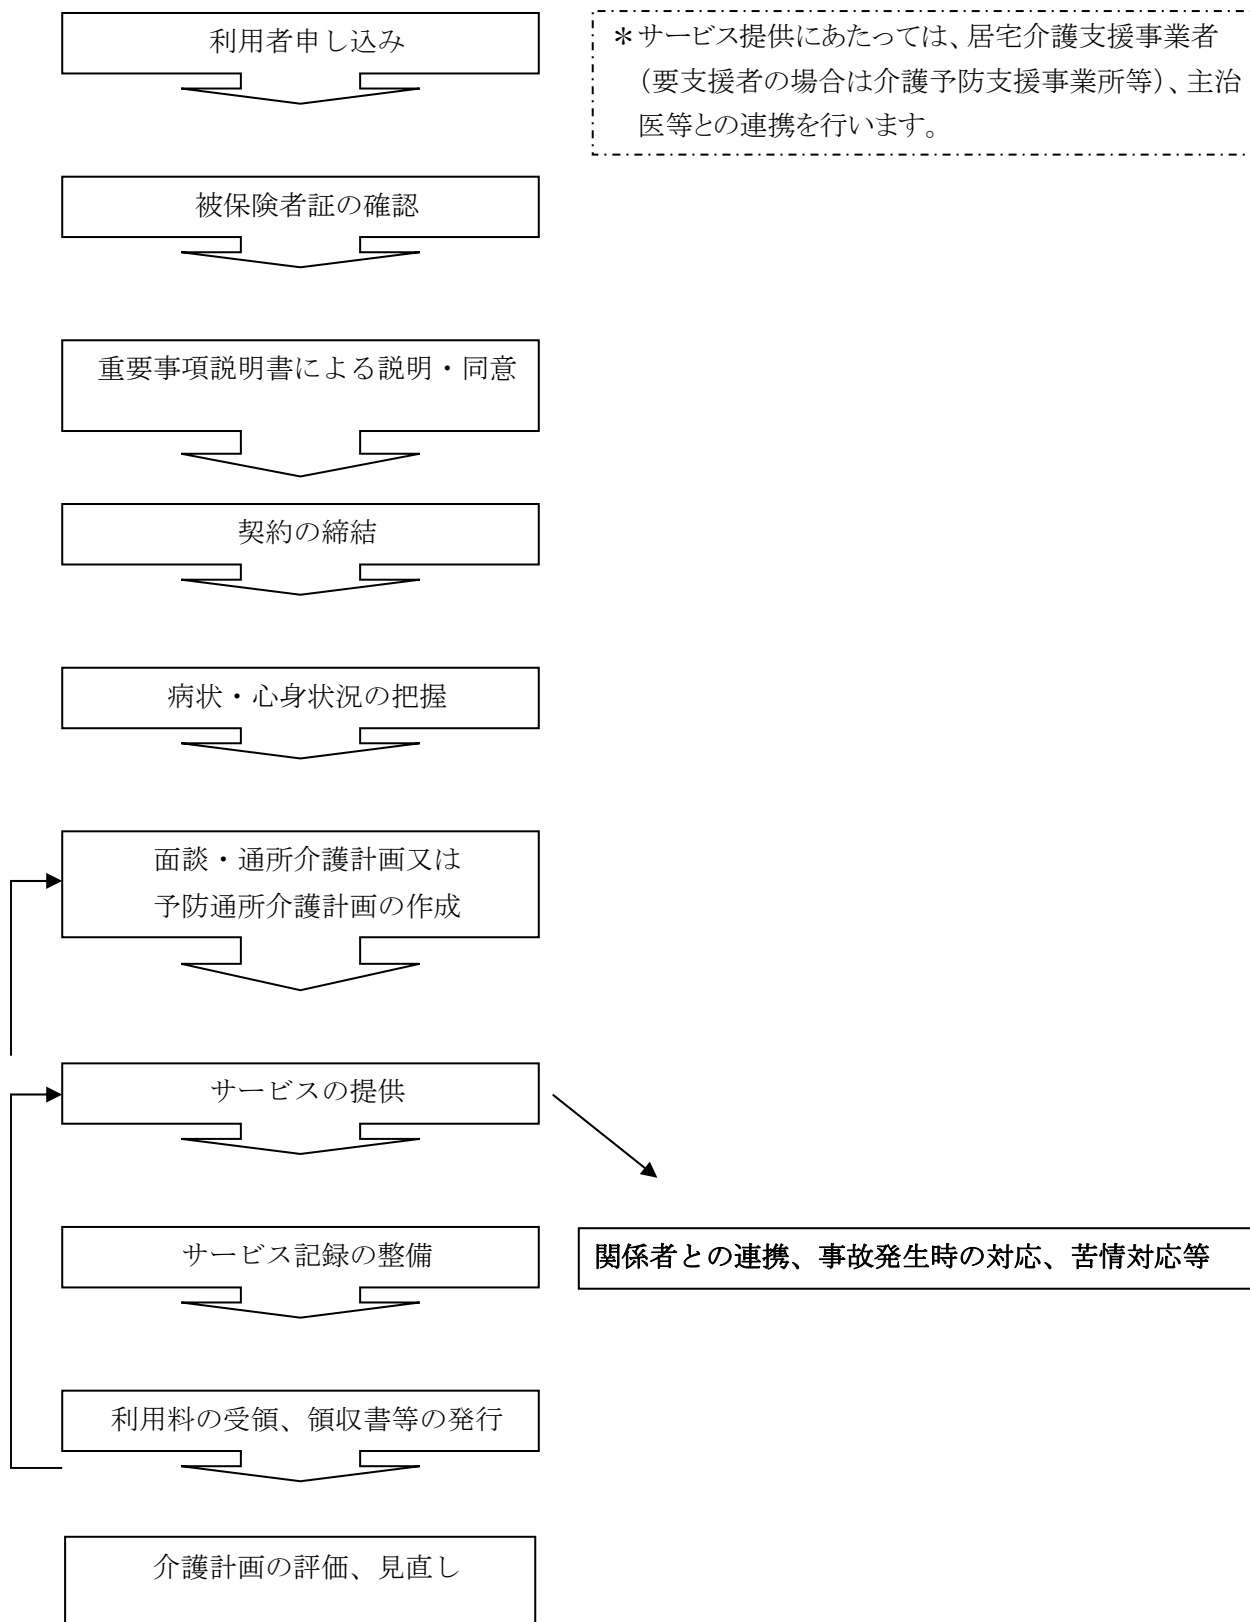 利用者申し込み
＊サービス提供にあたっては、居宅介護支援事業者
（要支援者の場合は介護予防支援事業所等）、主治
医等との連携を行います。
被保険者証の確認
重要事項説明書による説明・同意
契約の締結
病状・心身状況の把握
面談・通所介護計画又は
予防通所介護計画の作成
サービスの提供
サービス記録の整備
関係者との連携、事故発生時の対応、苦情対応等
利用料の受領、領収書等の発行
介護計画の評価、見直し